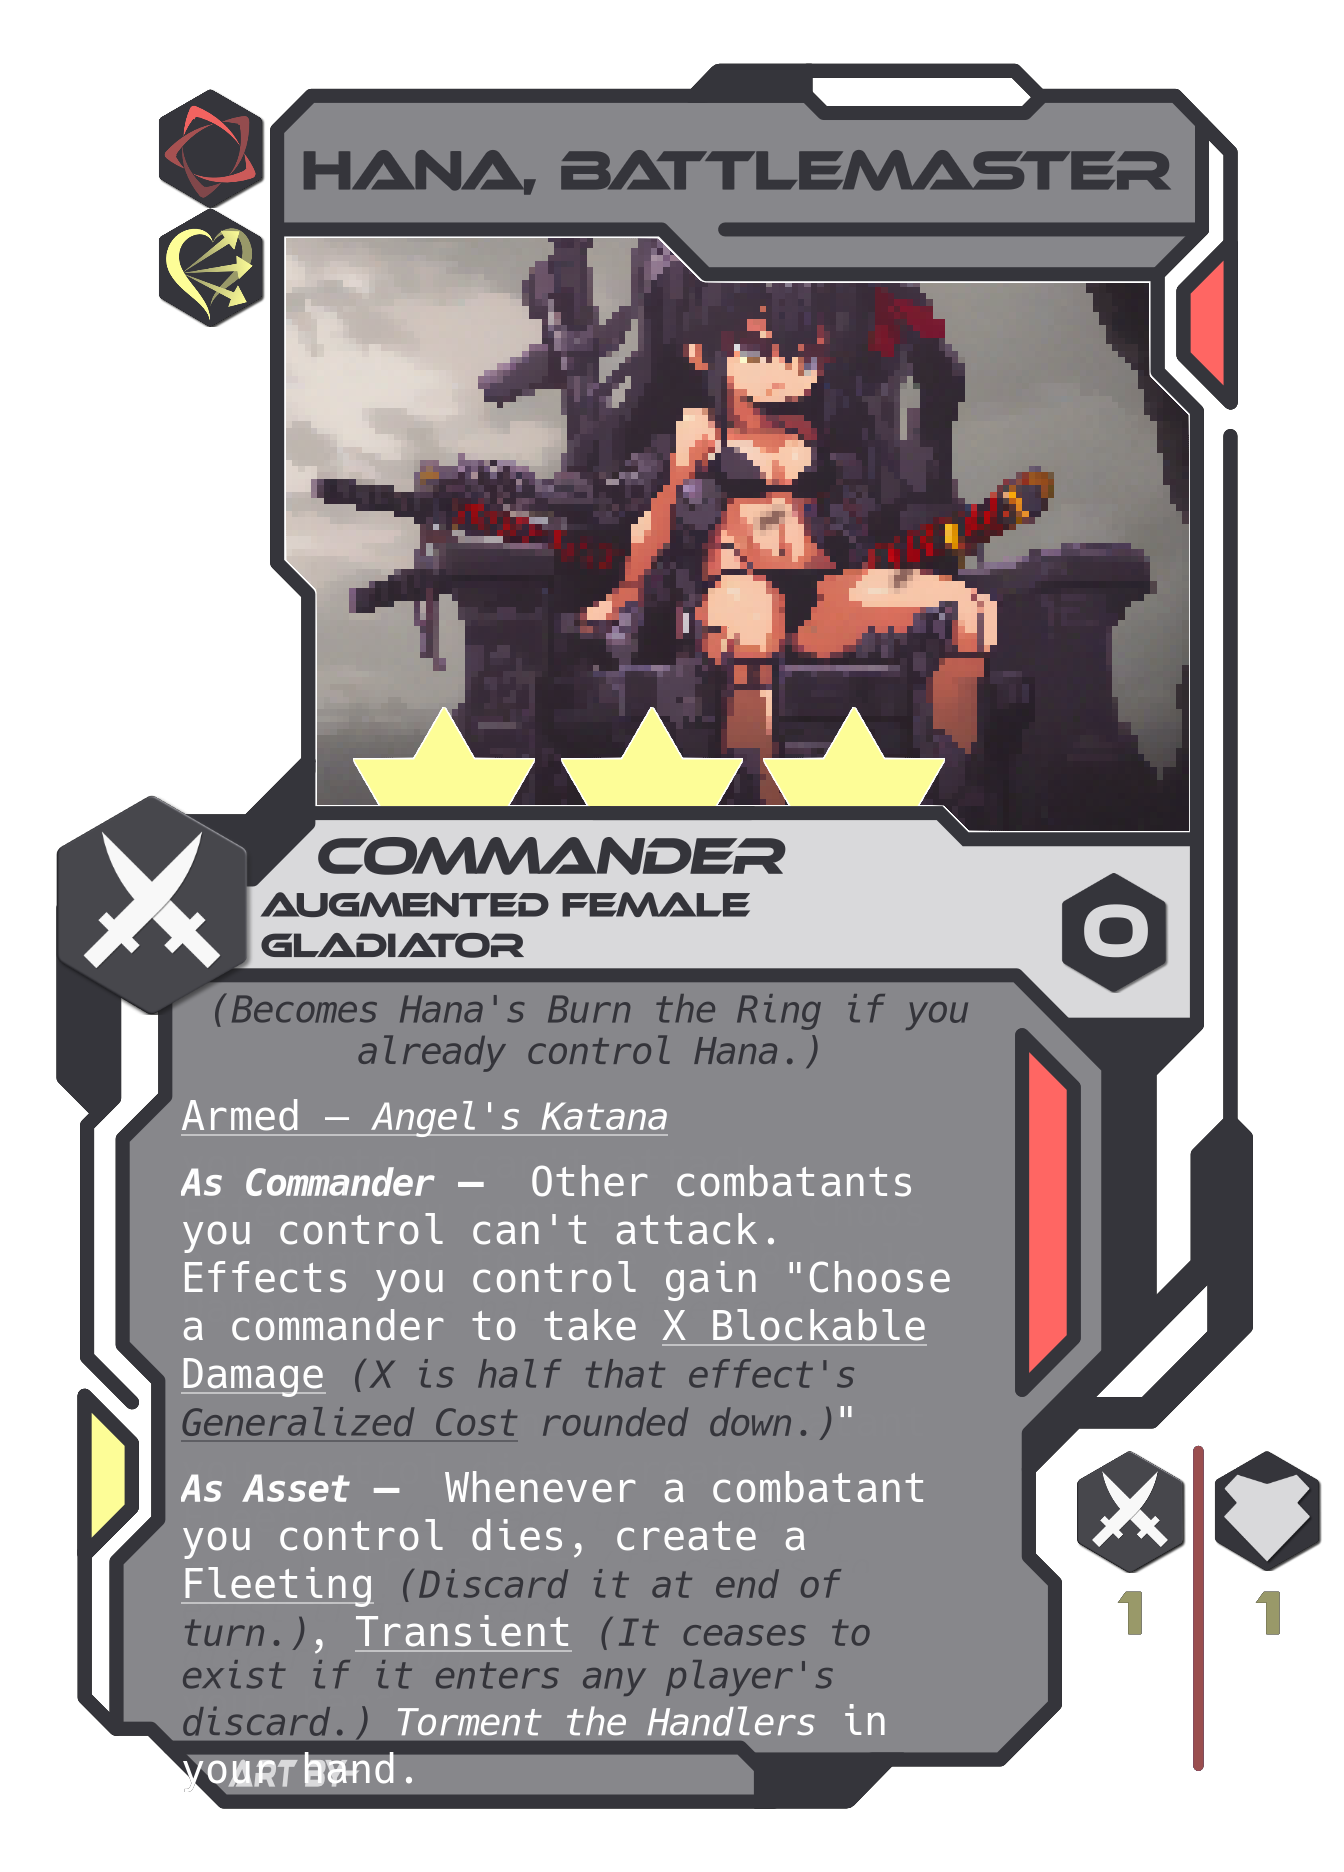 HANA, BATTLEMASTER
COMMANDER
AUGMENTED FEMALE
GLADIATOR
0
(Becomes Hana's Burn the Ring if you
already control Hana.)
Armed – Angel's Katana
As Commander –  Other combatants
you control can't attack.
Effects you control gain "Choose
a commander to take X Blockable
Damage (X is half that effect's
Generalized Cost rounded down.)"
As Asset –  Whenever a combatant
you control dies, create a
Fleeting (Discard it at end of
turn.), Transient (It ceases to
exist if it enters any player's
discard.) Torment the Handlers in
your hand.
ART BY
1
1